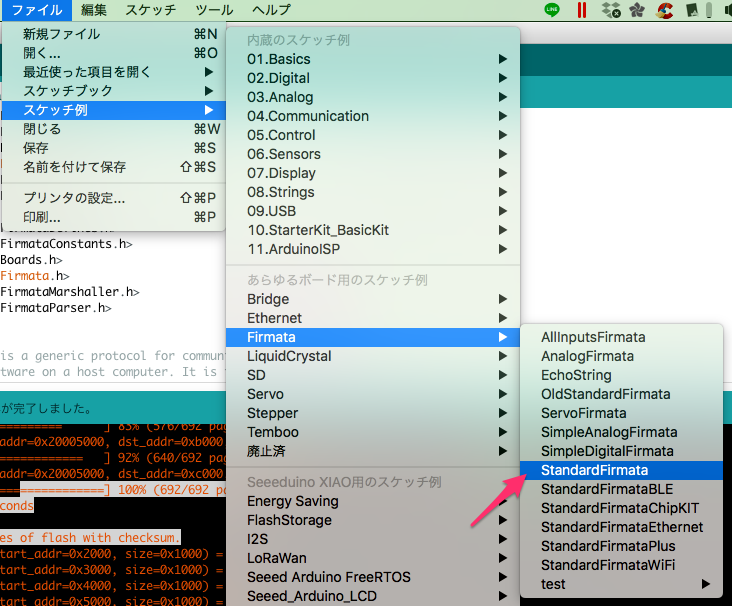 ファイル 編集 スケッチ ツール ヘルプ
LINE
新規ファイル ⌘N
開く... ⌘O
最近使った項目を開く ▶
スケッチブック ▶
スケッチ例 ▶
閉じる ⌘W
保存 ⌘S
名前を付けて保存 ⇧⌘S
プリンタの設定... ⇧⌘P
印刷... ⌘P
内蔵のスケッチ例
01.Basics ▶
02.Digital ▶
03.Analog ▶
04.Communication ▶
05.Control ▶
06.Sensors ▶
07.Display ▶
08.Strings ▶
09.USB ▶
10.StarterKit_BasicKit ▶
11.ArduinoISP ▶
あらゆるボード用のスケッチ例
Bridge ▶
Ethernet ▶
Firmata ▶
LiquidCrystal ▶
SD ▶
Servo ▶
Stepper ▶
Temboo ▶
廃止済 ▶
Seeeduino XIAO用のスケッチ例
Energy Saving ▶
FlashStorage ▶
I2S ▶
LoRaWan ▶
Seeed Arduino FreeRTOS ▶
Seeed_Arduino_LCD ▶
AllInputsFirmata
AnalogFirmata
EchoString
OldStandardFirmata
ServoFirmata
SimpleAnalogFirmata
SimpleDigitalFirmata
StandardFirmata
StandardFirmataBLE
StandardFirmataChipKIT
StandardFirmataEthernet
StandardFirmataPlus
StandardFirmataWiFi
test ▶
FirmataConstants.h>
Boards.h>
Firmata.h>
FirmataMarshaller.h>
FirmataParser.h>
is a generic protocol for commun
tware on a host computer. It is
が完了しました。
========== ] 83% (576/692 pag
addr=0x20005000, dst_addr=0xb000
============ ] 92% (640/692 pag
addr=0x20005000, dst_addr=0xc000
==============] 100% (692/692 pag
conds
es of flash with checksum.
tart_addr=0x2000, size=0x1000) =
tart_addr=0x3000, size=0x1000) =
tart_addr=0x4000, size=0x1000) =
tart_addr=0x5000, size=0x1000) =